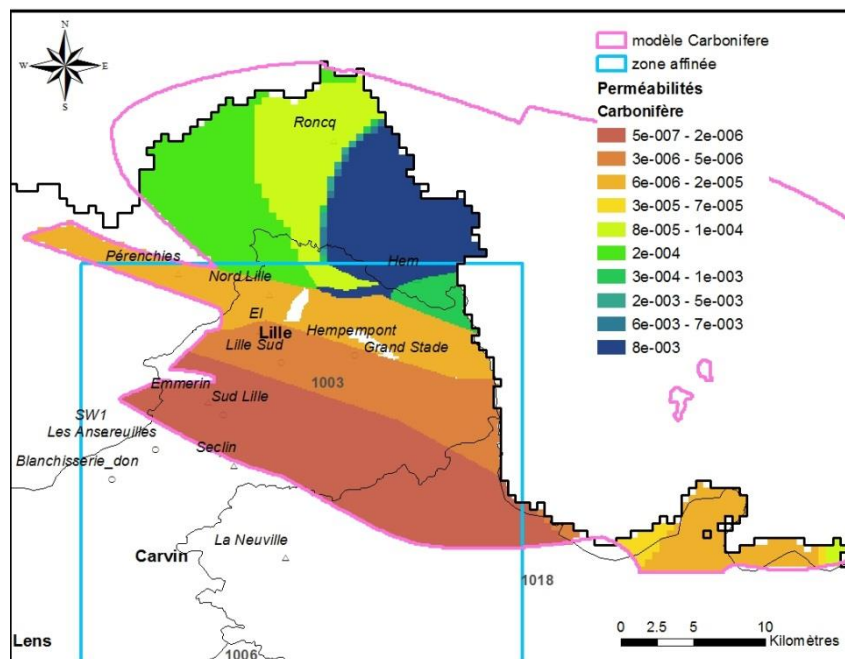 N
W E
S
modèle Carbonifere
zone affinée
Perméabilités
Carbonifère
5e-007 - 2e-006
3e-006 - 5e-006
6e-006 - 2e-005
3e-005 - 7e-005
8e-005 - 1e-004
2e-004
3e-004 - 1e-003
2e-003 - 5e-003
6e-003 - 7e-003
8e-003
Roncq
Hem
Pérenchies
Nord Lille
El
Lille
Hempempont
Lille Sud
Grand Stade
1003
Emmerin
Sud Lille
SW1
Les Ansereuilles
Seclin
Blanchisserie_don
La Neuville
Carvin
1018
Lens
1006
0 2.5 5 10
Kilomètres